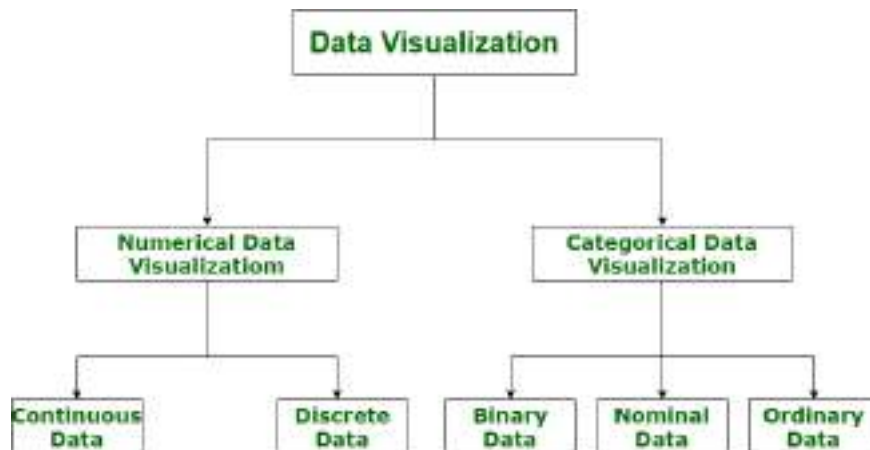 Data Visualization
Numerical Data
Visualizatiom
Categorical Data
Visualization
Continuous
Data
Discrete
Data
Binary
Data
Nominal
Data
Ordinary
Data